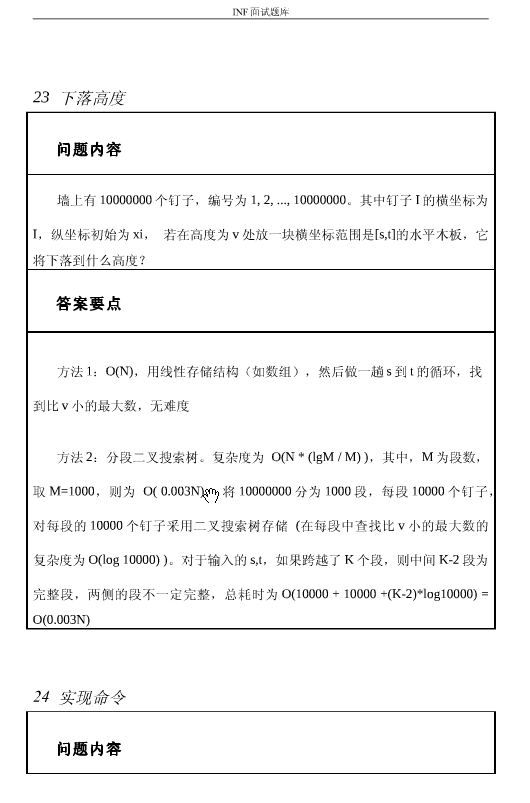 INF 面试题库
23 下落高度
问题内容
墙上有 10000000 个钉子，编号为 1, 2, ..., 10000000。其中钉子 I 的横坐标为
I，纵坐标初始为 xi， 若在高度为 v 处放一块横坐标范围是[s,t]的水平木板，它
将下落到什么高度？
答案要点
方法 1：O(N)，用线性存储结构（如数组），然后做一趟 s 到 t 的循环，找
到比 v 小的最大数，无难度
方法 2：分段二叉搜索树。复杂度为 O(N * (lgM / M) )，其中，M 为段数，
取 M=1000，则为 O( 0.003N) 将 10000000 分为 1000 段，每段 10000 个钉子，
对每段的 10000 个钉子采用二叉搜索树存储（在每段中查找比 v 小的最大数的
复杂度为 O(log 10000) )。对于输入的 s,t，如果跨越了 K 个段，则中间 K-2 段为
完整段，两侧的段不一定完整，总耗时为 O(10000 + 10000 +(K-2)*log10000) =
O(0.003N)
24 实现命令
问题内容